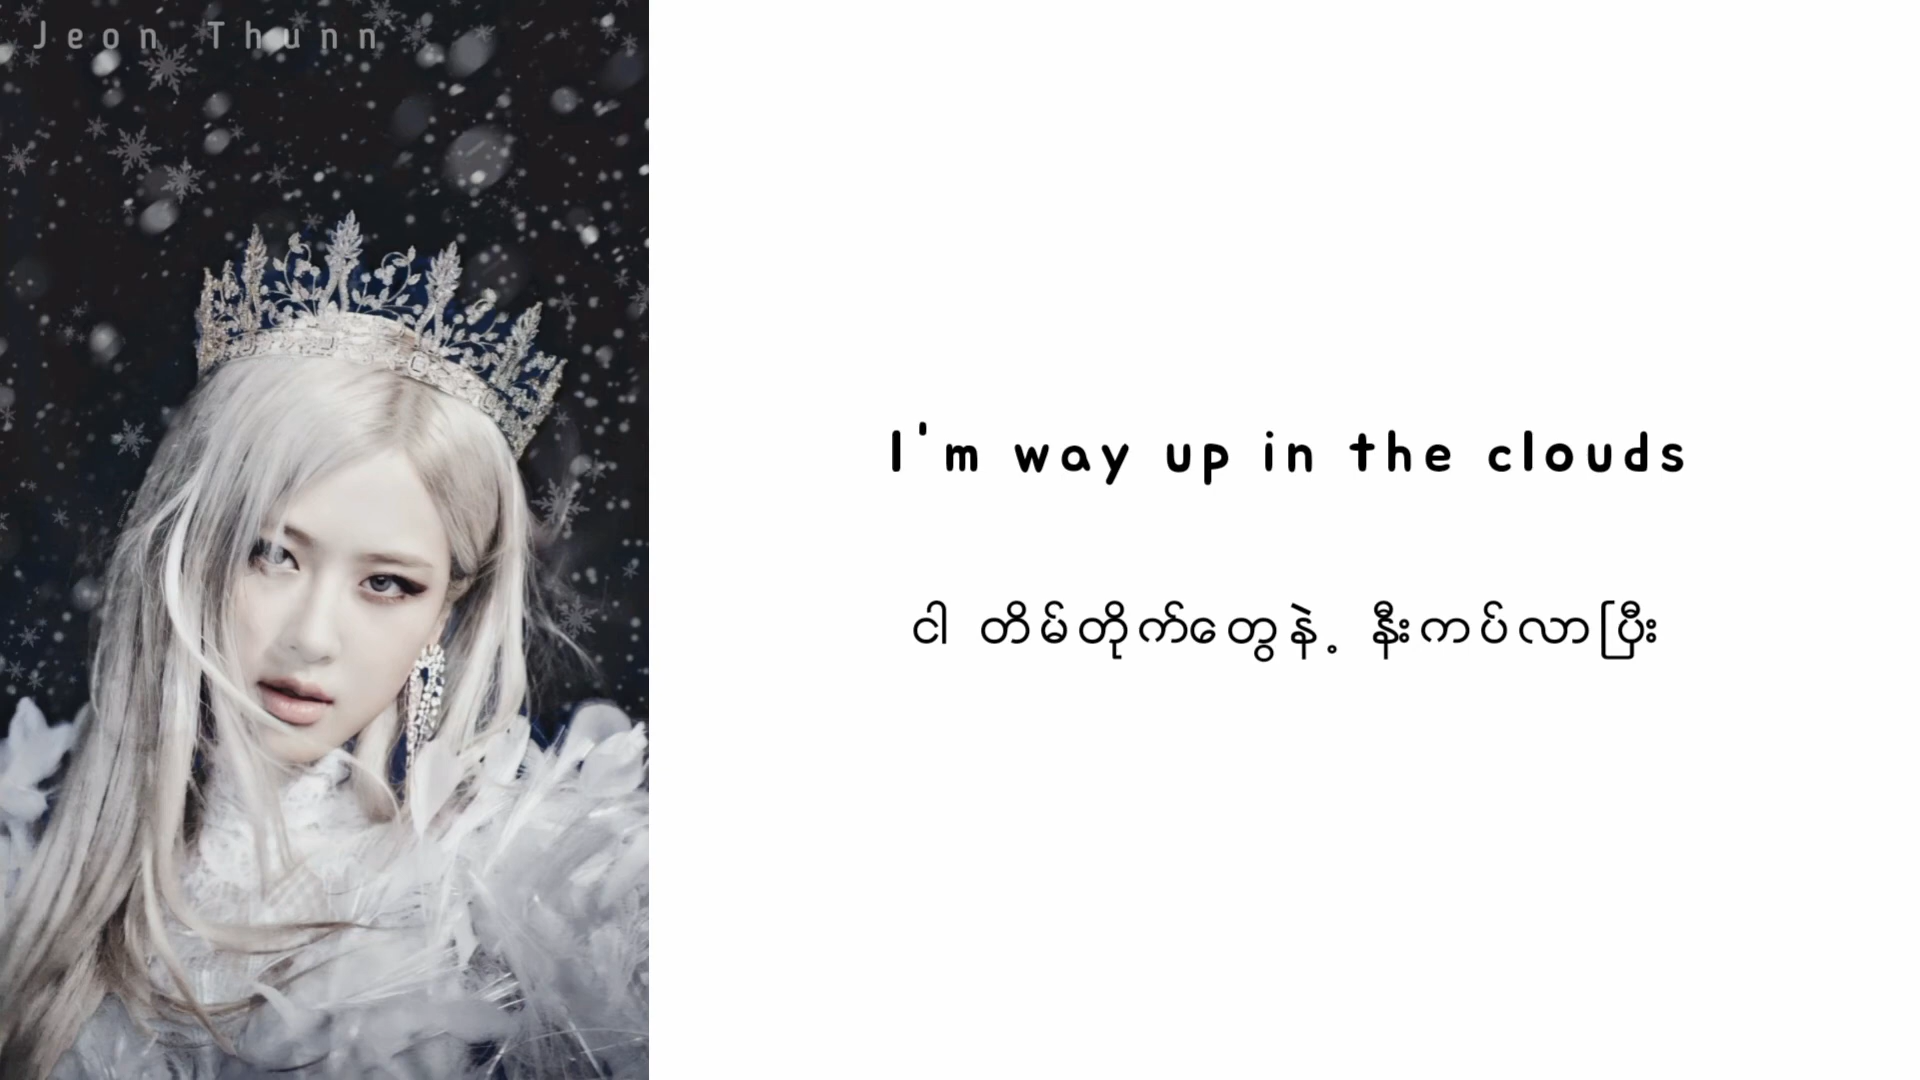 Jeon Thunn
I'm way up in the clouds
ငါ တိမ်တိုက်တွေနဲ့ နီးကပ်လာပြီး